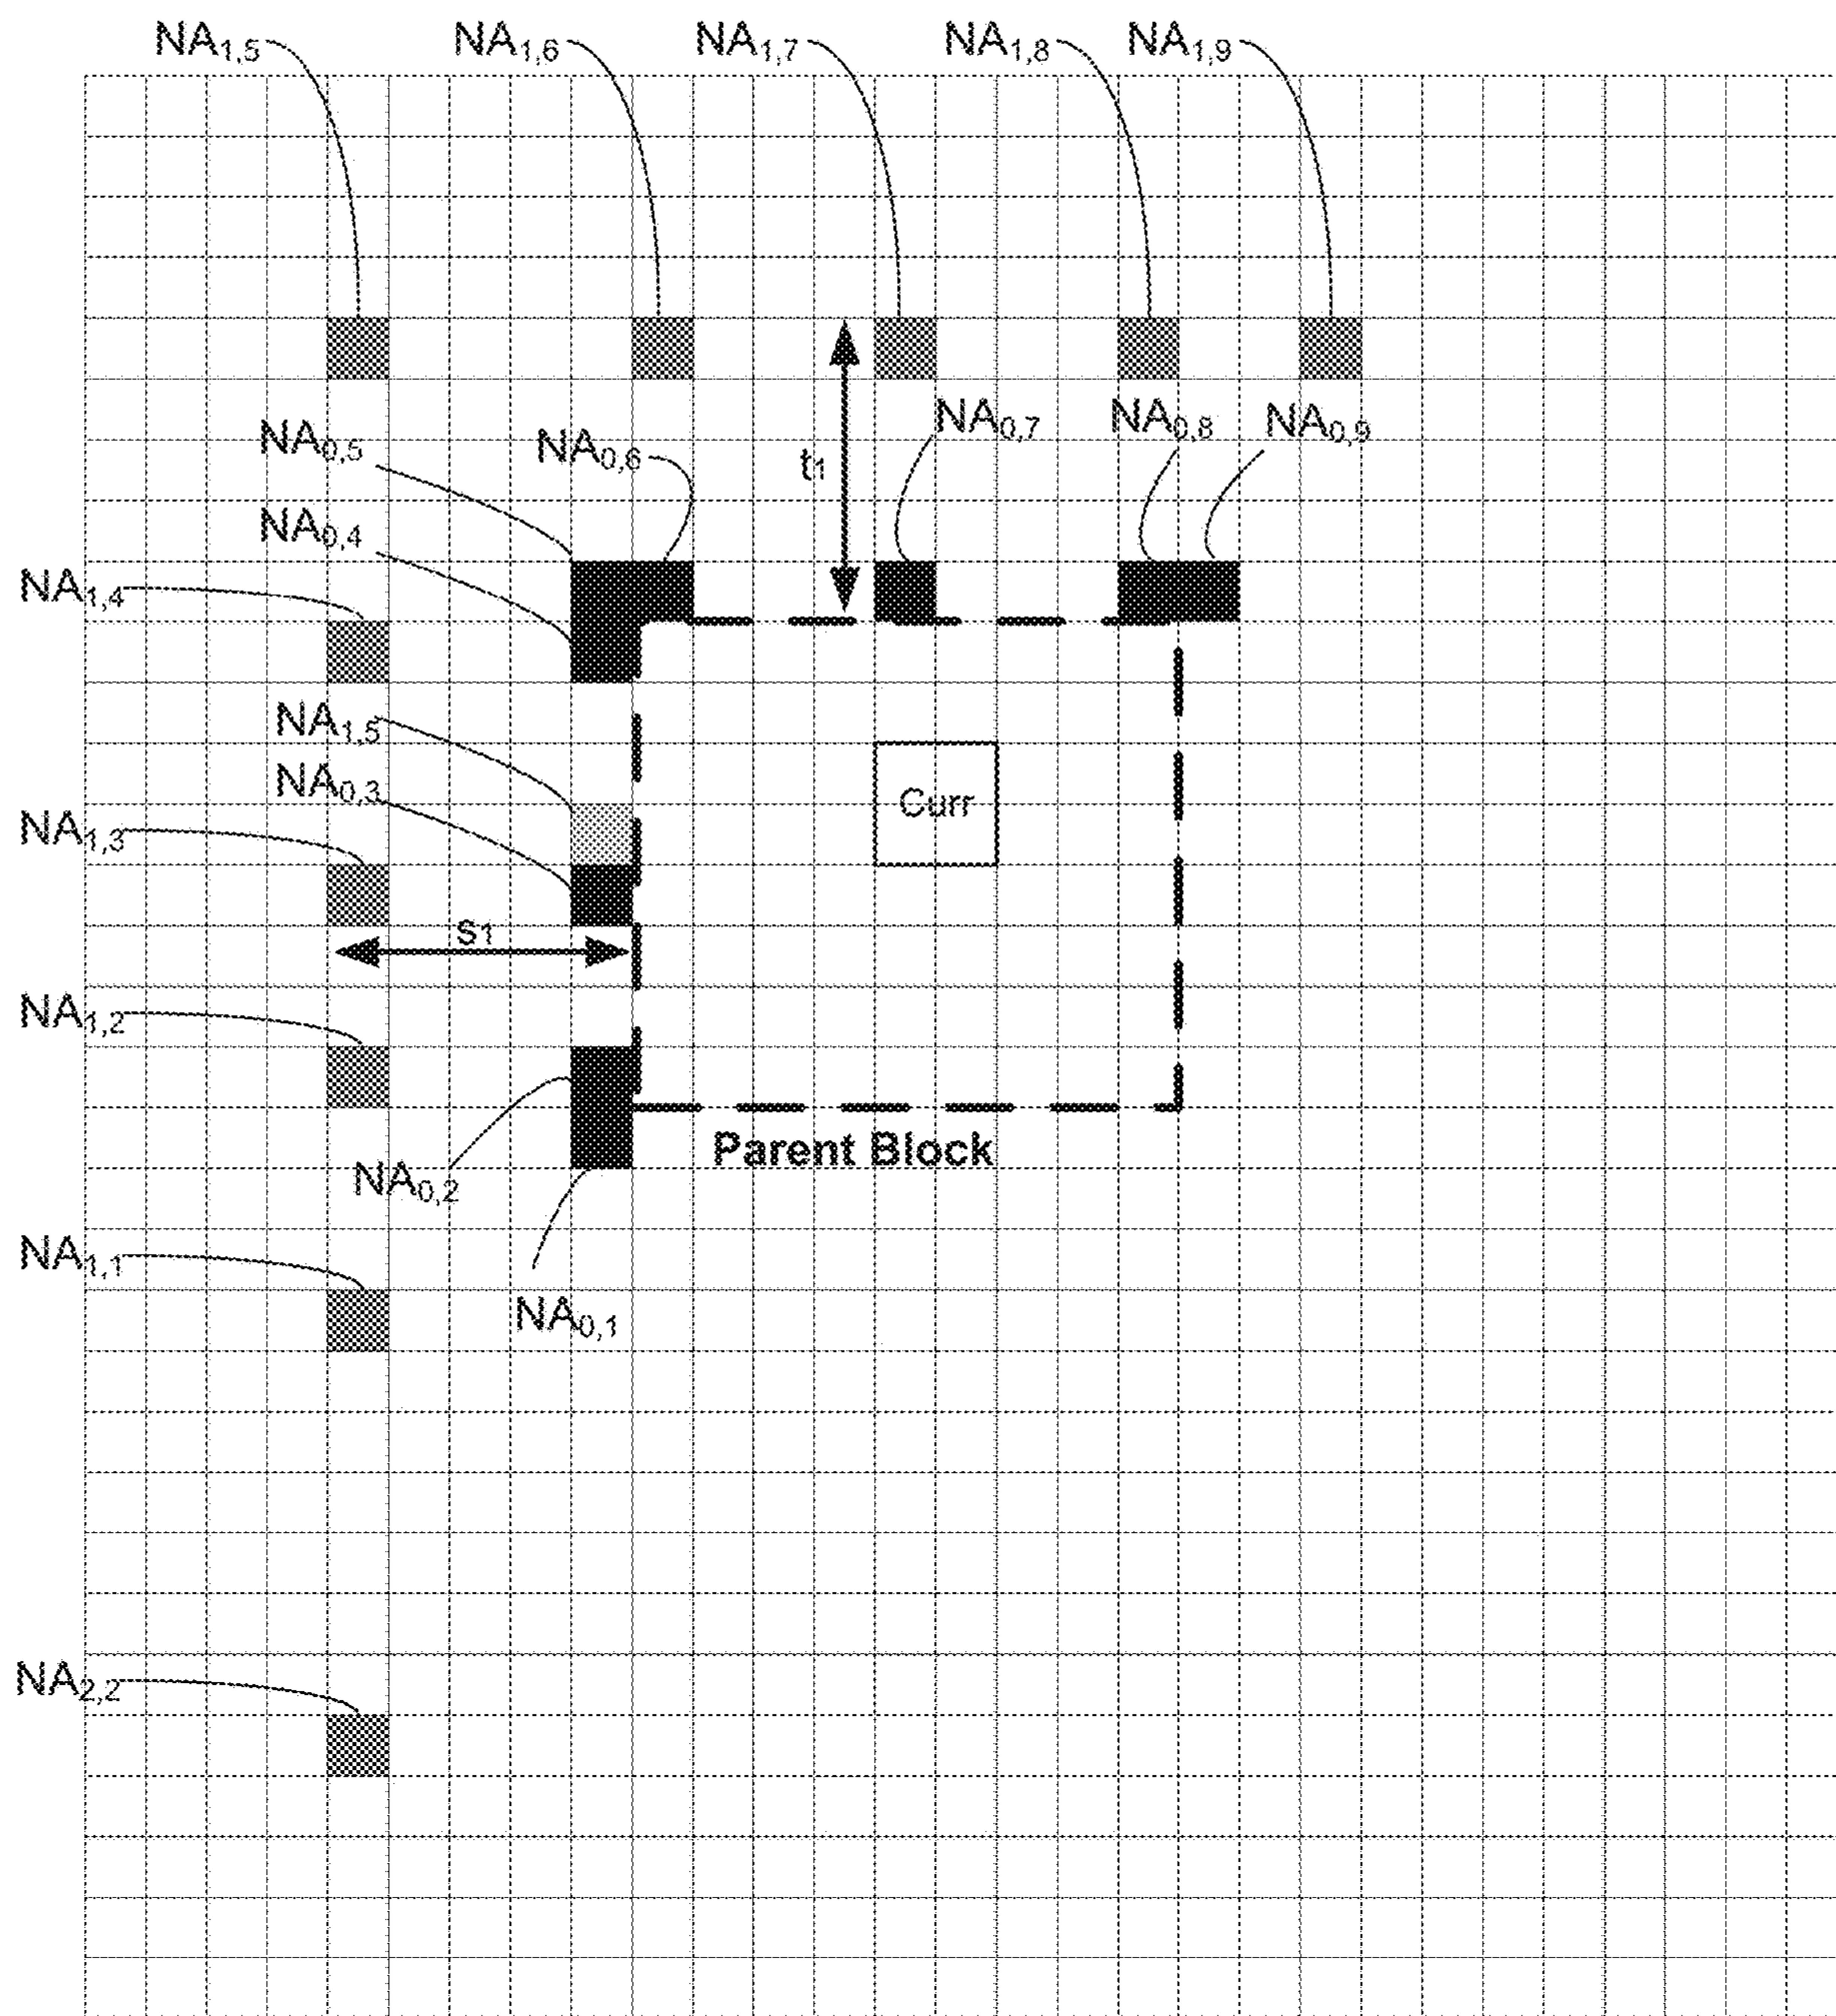 NA1,5 NA1,6 NA1,7 NA1,8 NA1,9
NA0,7 NA0,8 NA0,9
NA0,5 NA0,6
t1
NA0,4
NA1,4
NA1,5
NA0,3
Curr
NA1,3
S1
NA1,2
Parent Block
NA0,2
NA1,1
NA0,1
NA2,2